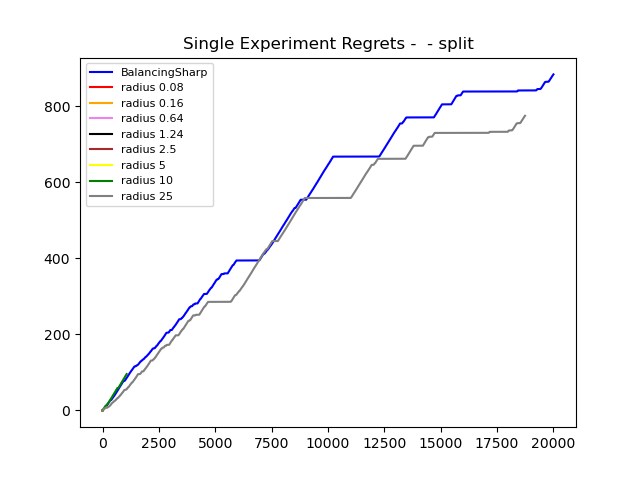 Single Experiment Regrets -  - split
BalancingSharp
radius 0.08
radius 0.16
radius 0.64
radius 1.24
radius 2.5
radius 5
radius 10
radius 25
800
600
400
200
0
0 2500 5000 7500 10000 12500 15000 17500 20000